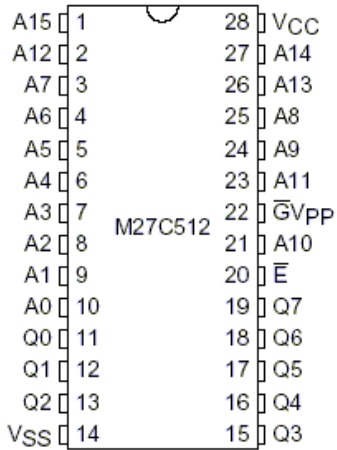 A15 1 28 VCC
A12 2 27 A14
A7 3 26 A13
A6 4 25 A8
A5 5 24 A9
A4 6 23 A11
A3 7 22 G̅VPP
M27C512
A2 8 21 A10
A1 9 20 E̅
A0 10 19 Q7
Q0 11 18 Q6
Q1 12 17 Q5
Q2 13 16 Q4
VSS 14 15 Q3